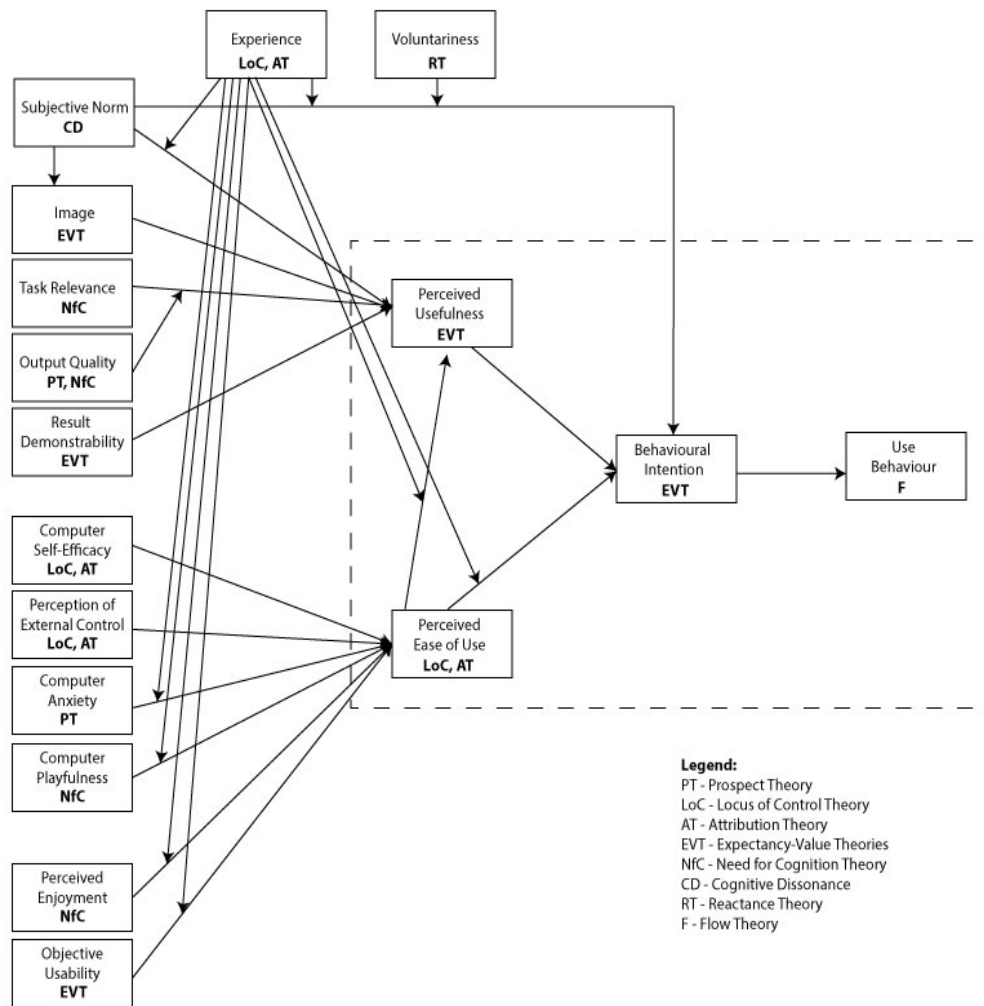 Experience
LoC, AT
Voluntariness
RT
Subjective Norm
CD
Image
EVT
Task Relevance
NfC
Output Quality
PT, NfC
Result
Demonstrability
EVT
Perceived
Usefulness
EVT
Behavioural
Intention
EVT
Use
Behaviour
F
Computer
Self-Efficacy
LoC, AT
Perception of
External Control
LoC, AT
Computer
Anxiety
PT
Computer
Playfulness
NfC
Perceived
Ease of Use
LoC, AT
Perceived
Enjoyment
NfC
Objective
Usability
EVT
Legend:
PT - Prospect Theory
LoC - Locus of Control Theory
AT - Attribution Theory
EVT - Expectancy-Value Theories
NfC - Need for Cognition Theory
CD - Cognitive Dissonance
RT - Reactance Theory
F - Flow Theory